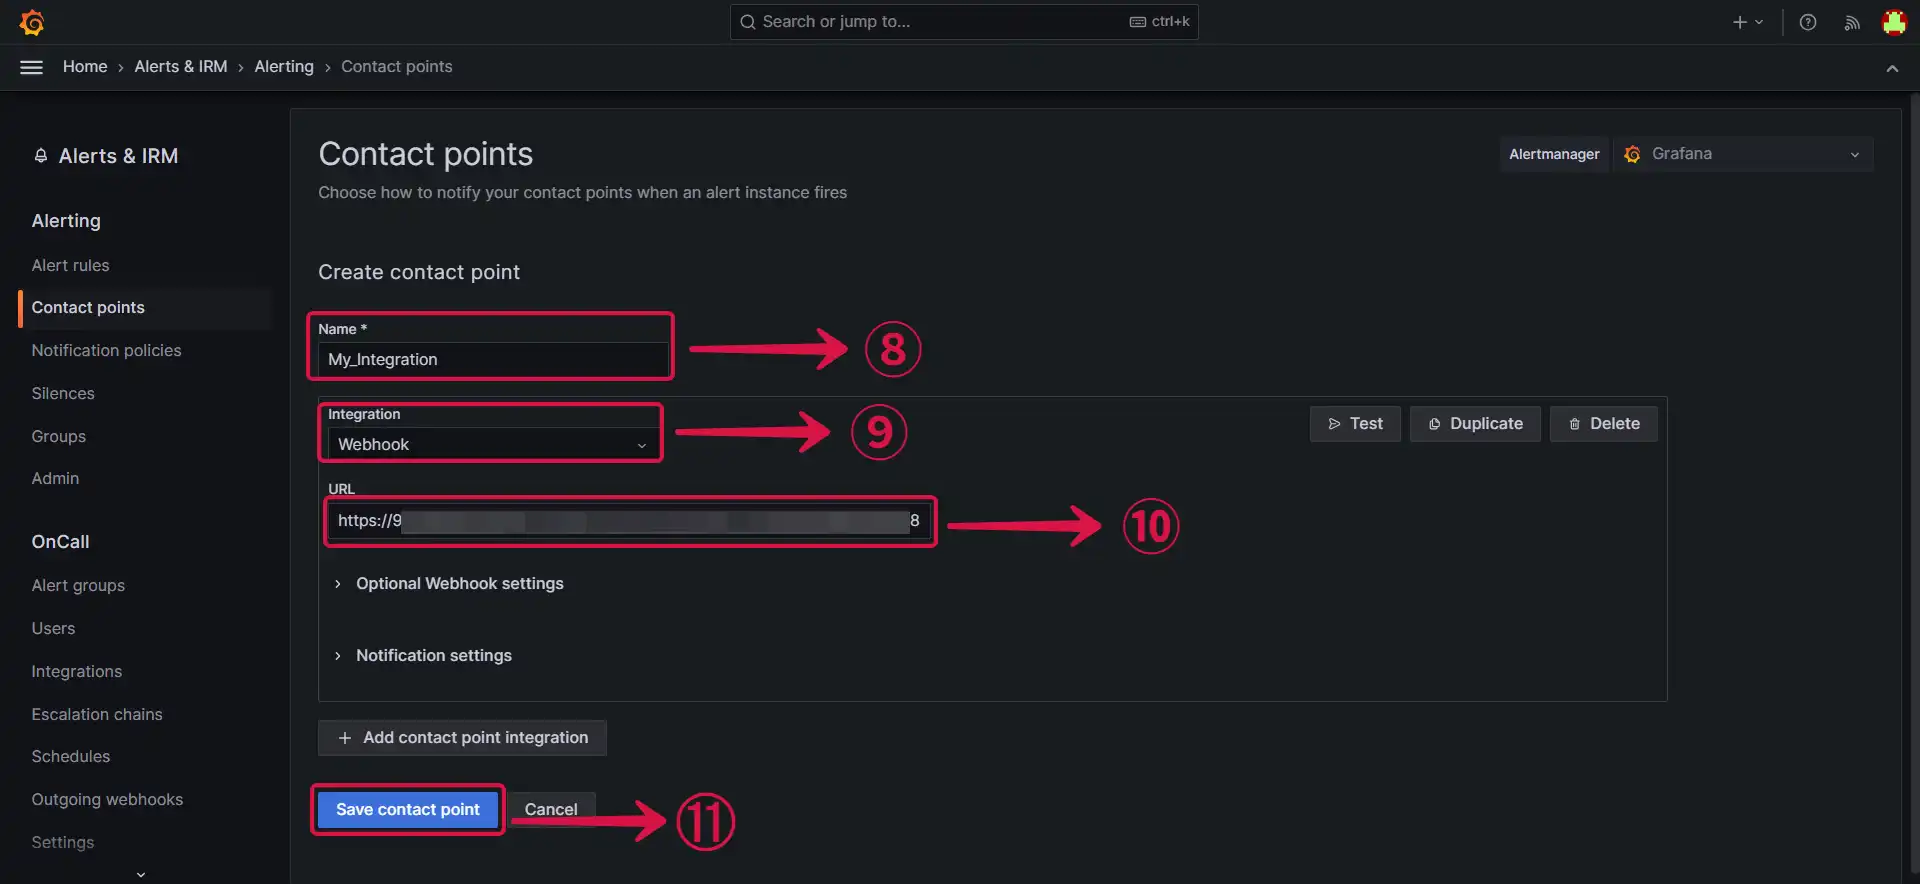 Search or jump to... ctrl+k
Home › Alerts & IRM › Alerting › Contact points
Alerts & IRM
Alerting
Alert rules
Contact points
Notification policies
Silences
Groups
Admin
OnCall
Alert groups
Users
Integrations
Escalation chains
Schedules
Outgoing webhooks
Settings
Contact points
Choose how to notify your contact points when an alert instance fires
Alertmanager Grafana
Create contact point
Name *
My_Integration
⑧
Integration
Webhook
⑨
Test Duplicate Delete
URL
https://9 8
⑩
Optional Webhook settings
Notification settings
+ Add contact point integration
Save contact point Cancel
⑪